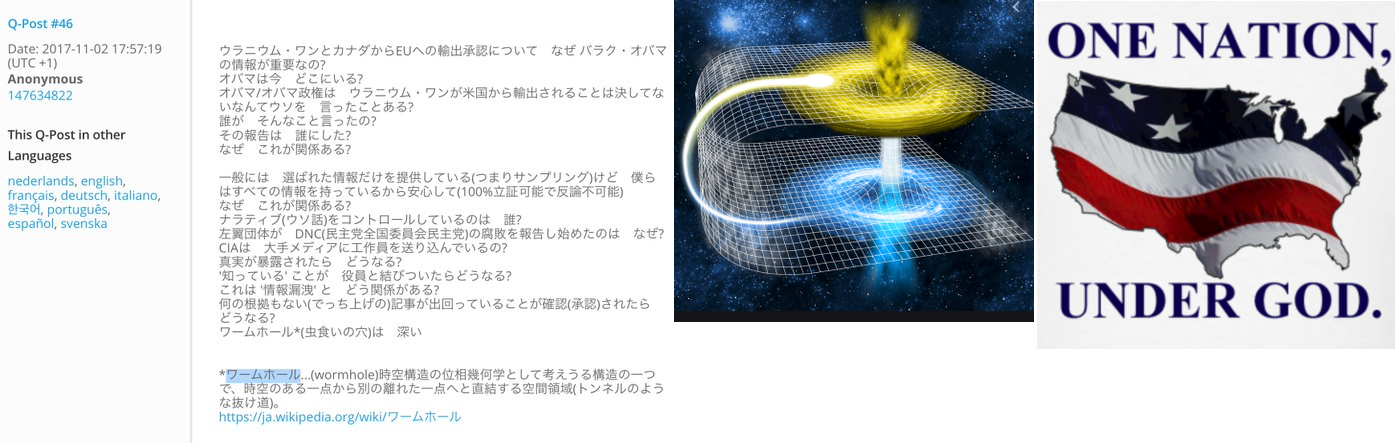 Q-Post #46
Date: 2017-11-02 17:57:19
(UTC +1)
Anonymous
147634822
This Q-Post in other
Languages
nederlands, english,
français, deutsch, italiano,
한국어, português,
español, svenska
ウラニウム・ワンとカナダからEUへの輸出承認について　なぜ バラク・オバマ
の情報が重要なの?
オバマは今　どこにいる?
オバマ/オバマ政権は　ウラニウム・ワンが米国から輸出されることは決してな
いなんてウソを　言ったことある?
誰が　そんなこと言ったの?
その報告は　誰にした?
なぜ　これが関係ある?
一般には　選ばれた情報だけを提供している(つまりサンプリング)けど　僕ら
はすべての情報を持っているから安心して(100%立証可能で反論不可能)
なぜ　これが関係ある?
ナラティブ(ウソ話)をコントロールしているのは　誰?
左翼団体が　DNC(民主党全国委員会民主党)の腐敗を報告し始めたのは　なぜ?
CIAは　大手メディアに工作員を送り込んでいるの?
真実が暴露されたら　どうなる?
'知っている' ことが　役員と結びついたらどうなる?
これは '情報漏洩' と　どう関係がある?
何の根拠もない(でっち上げの)記事が出回っていることが確認(承認)されたら
どうなる?
ワームホール*(虫食いの穴)は　深い
*ワームホール...(wormhole)時空構造の位相幾何学として考えうる構造の一つ
で、時空のある一点から別の離れた一点へと直結する空間領域(トンネルのよう
な抜け道)。
https://ja.wikipedia.org/wiki/ワームホール
ONE NATION,
UNDER GOD.